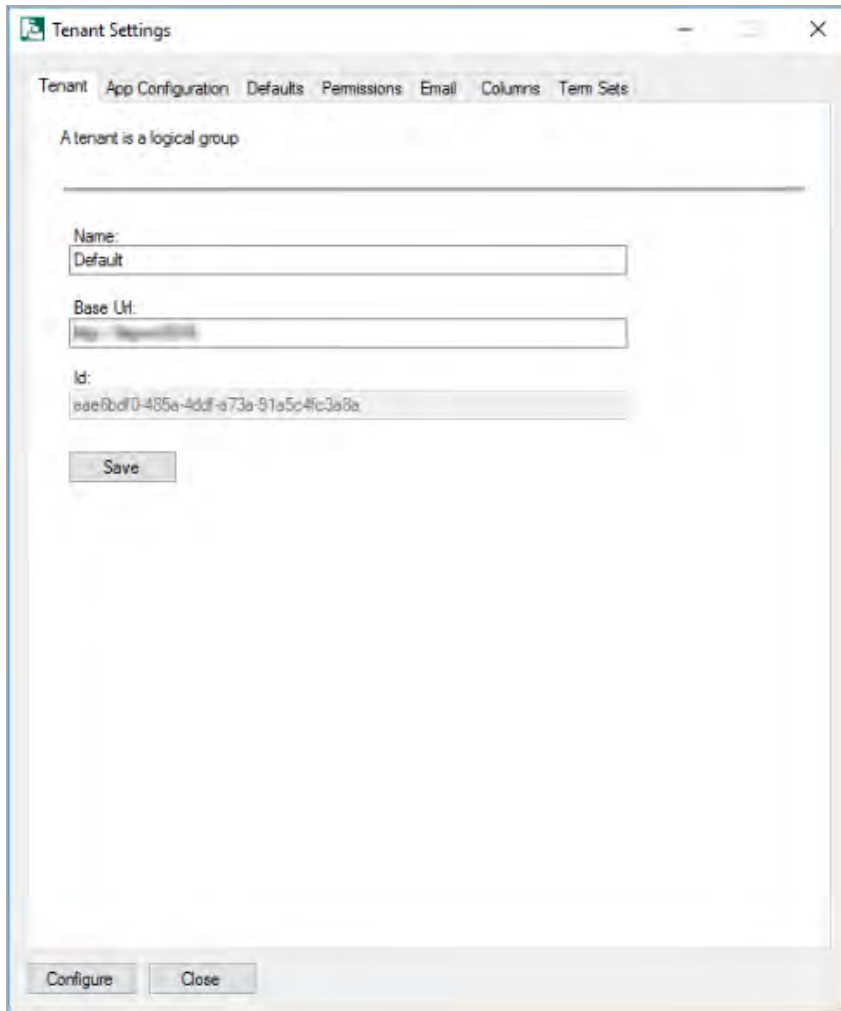 Tenant Settings
Tenant App Configuration Defaults Permissions Email Columns Term Sets
A tenant is a logical group
Name:
Default
Base Url:
Id:
eae6bdf0-485a-4ddf-a73a-91a5c4fc3a8a
Save
Configure Close